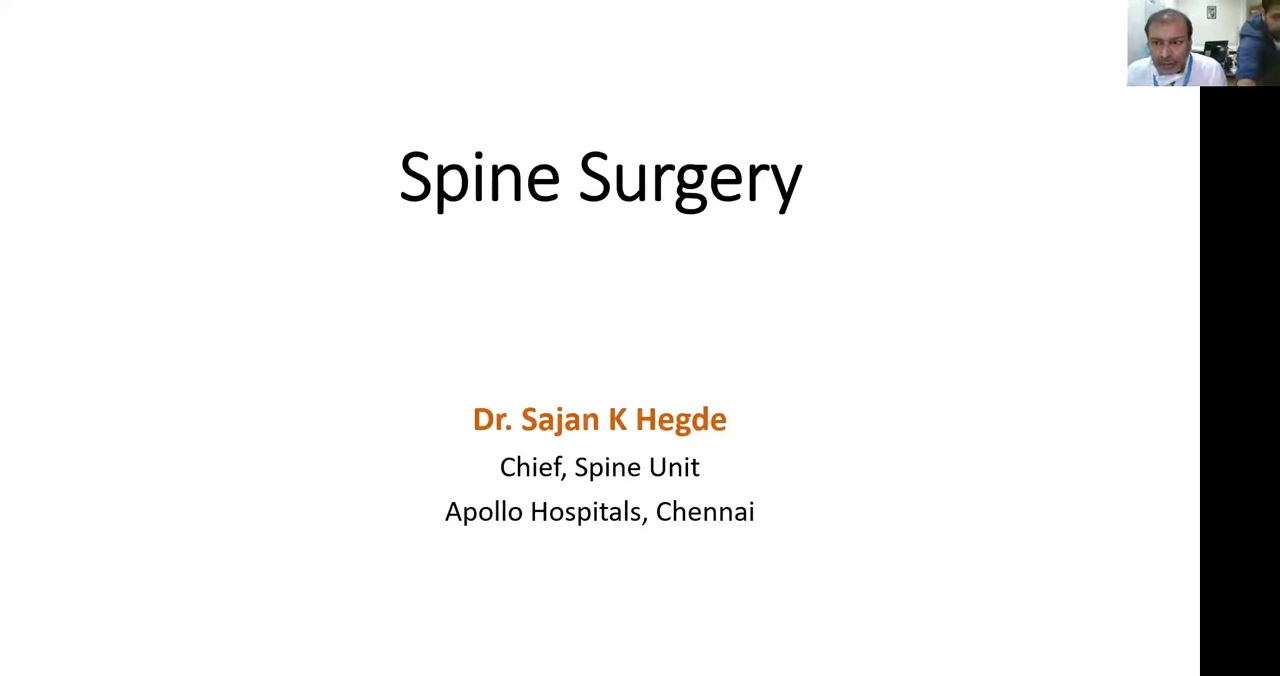 Spine Surgery
Dr. Sajan K Hegde
Chief, Spine Unit
Apollo Hospitals, Chennai